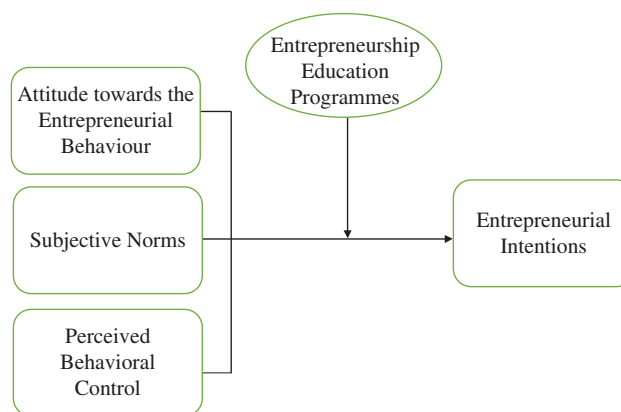 Entrepreneurship
Education
Programmes
Attitude towards the
Entrepreneurial
Behaviour
Subjective Norms
Entrepreneurial
Intentions
Perceived
Behavioral
Control